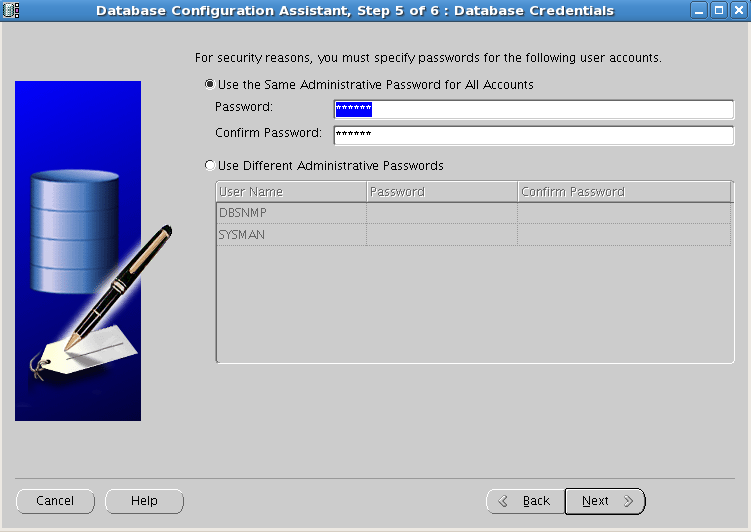 Database Configuration Assistant, Step 5 of 6 : Database Credentials
For security reasons, you must specify passwords for the following user accounts.
Use the Same Administrative Password for All Accounts
Password: ******
Confirm Password: ******
Use Different Administrative Passwords
User Name Password Confirm Password
DBSNMP
SYSMAN
Cancel Help Back Next